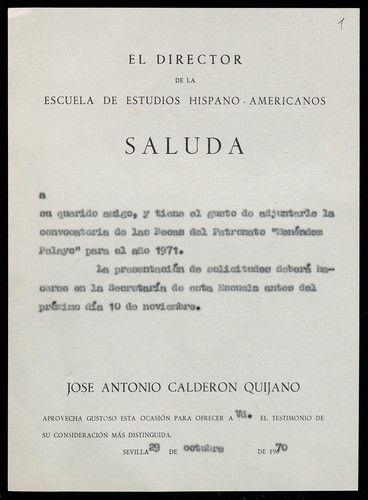 1
EL DIRECTOR
DE LA
ESCUELA DE ESTUDIOS HISPANO-AMERICANOS
SALUDA
a
su querido amigo, y tiene el gusto de adjuntarle la
convocatoria de las Becas del Patronato "Menéndez
Pelayo" para el año 1971.
La presentación de solicitudes deberá ha-
cerse en la Secretaría de esta Escuela antes del
próximo día 10 de noviembre.
JOSE ANTONIO CALDERON QUIJANO
APROVECHA GUSTOSO ESTA OCASIÓN PARA OFRECER A Vd. EL TESTIMONIO DE
SU CONSIDERACIÓN MÁS DISTINGUIDA.
SEVILLA 29 DE octubre DE 1970